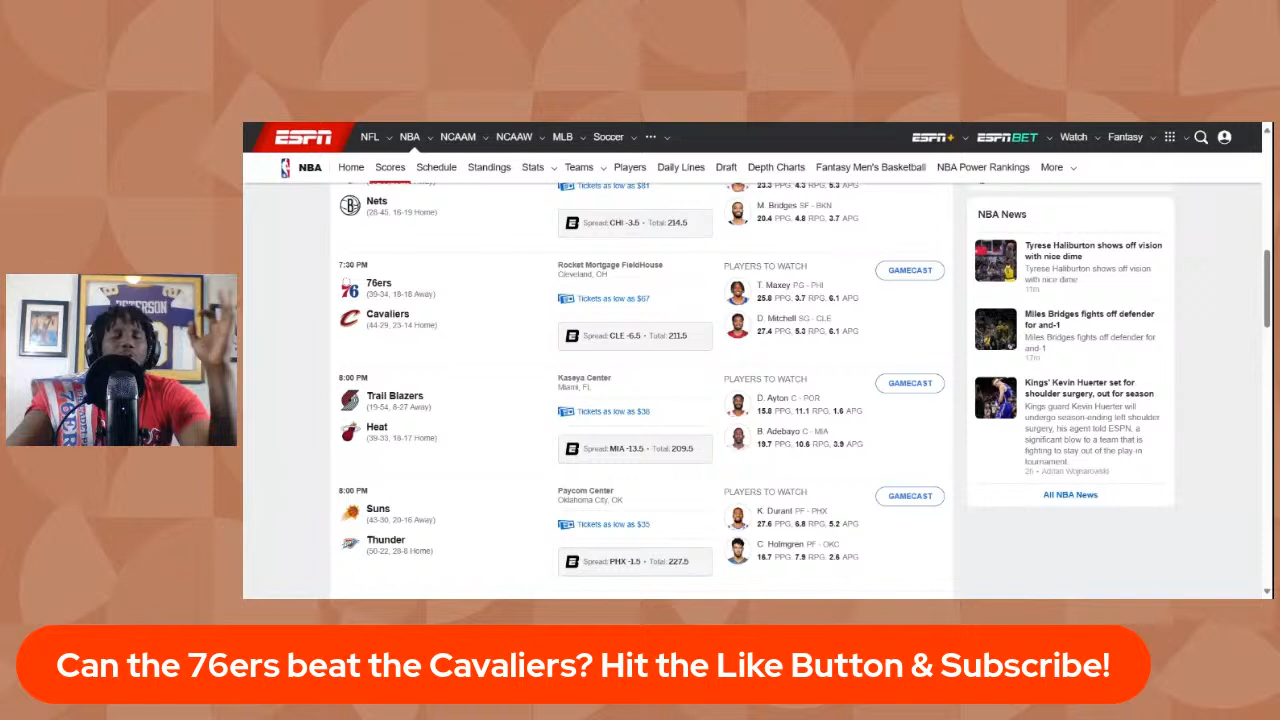 ESPN NFL NBA NCAAM NCAAW MLB Soccer ESPN+ ESPN BET Watch Fantasy
NBA Home Scores Schedule Standings Stats Teams Players Daily Lines Draft Depth Charts Fantasy Men's Basketball NBA Power Rankings More
Tickets as low as $81
23.3 PPG, 4.3 RPG, 5.3 APG
Nets
(28-45, 16-19 Home)
Spread: CHI -3.5 • Total: 214.5
M. Bridges SF - BKN
20.4 PPG, 4.8 RPG, 3.7 APG
7:30 PM
76ers
(39-34, 18-18 Away)
Cavaliers
(44-29, 23-14 Home)
Rocket Mortgage FieldHouse
Cleveland, OH
Tickets as low as $67
Spread: CLE -6.5 • Total: 211.5
PLAYERS TO WATCH
T. Maxey PG - PHI
25.8 PPG, 3.7 RPG, 6.1 APG
D. Mitchell SG - CLE
27.4 PPG, 5.3 RPG, 6.1 APG
GAMECAST
8:00 PM
Trail Blazers
(19-54, 8-27 Away)
Heat
(39-33, 18-17 Home)
Kaseya Center
Miami, FL
Tickets as low as $38
Spread: MIA -13.5 • Total: 209.5
PLAYERS TO WATCH
D. Ayton C - POR
15.8 PPG, 11.1 RPG, 1.6 APG
B. Adebayo C - MIA
19.7 PPG, 10.6 RPG, 3.9 APG
GAMECAST
8:00 PM
Suns
(43-30, 20-16 Away)
Thunder
(50-22, 28-8 Home)
Paycom Center
Oklahoma City, OK
Tickets as low as $35
Spread: PHX -1.5 • Total: 227.5
PLAYERS TO WATCH
K. Durant PF - PHX
27.6 PPG, 6.8 RPG, 5.2 APG
C. Holmgren PF - OKC
16.7 PPG, 7.9 RPG, 2.6 APG
GAMECAST
NBA News
Tyrese Haliburton shows off vision
with nice dime
Tyrese Haliburton shows off vision
with nice dime
11m
Miles Bridges fights off defender
for and-1
Miles Bridges fights off defender for
and-1
17m
Kings' Kevin Huerter set for
shoulder surgery, out for season
Kings guard Kevin Huerter will
undergo season-ending left shoulder
surgery, his agent told ESPN, a
significant blow to a team that is
fighting to stay out of the play-in
tournament.
2h • Adrian Wojnarowski
All NBA News
PETERSON
Can the 76ers beat the Cavaliers? Hit the Like Button & Subscribe!